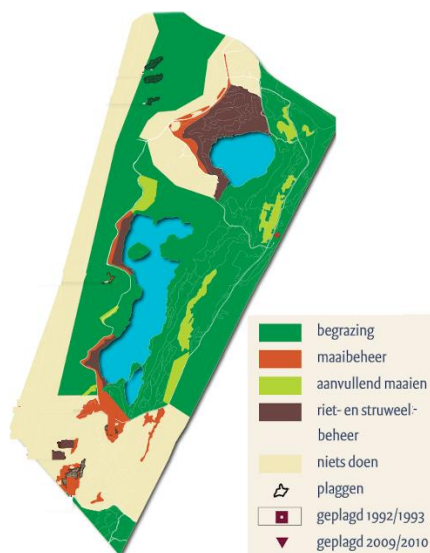 begrazing
maaibeheer
aanvullend maaien
riet- en struweel-
beheer
niets doen
plaggen
geplagd 1992/1993
geplagd 2009/2010